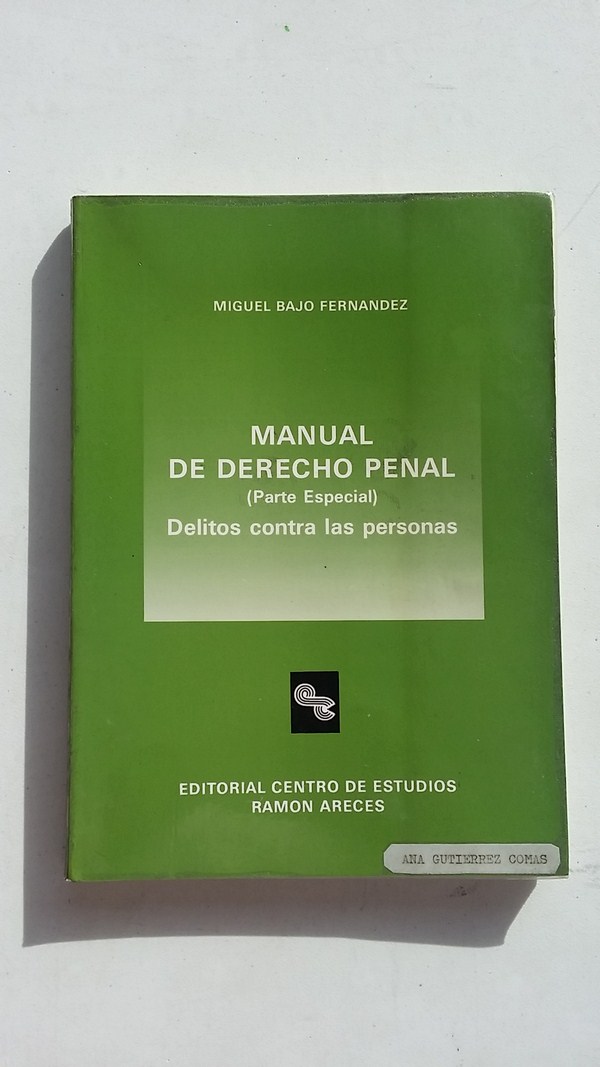 MIGUEL BAJO FERNANDEZ
MANUAL
DE DERECHO PENAL
(Parte Especial)
Delitos contra las personas
EDITORIAL CENTRO DE ESTUDIOS
RAMON ARECES
ANA GUTIERREZ COMAS